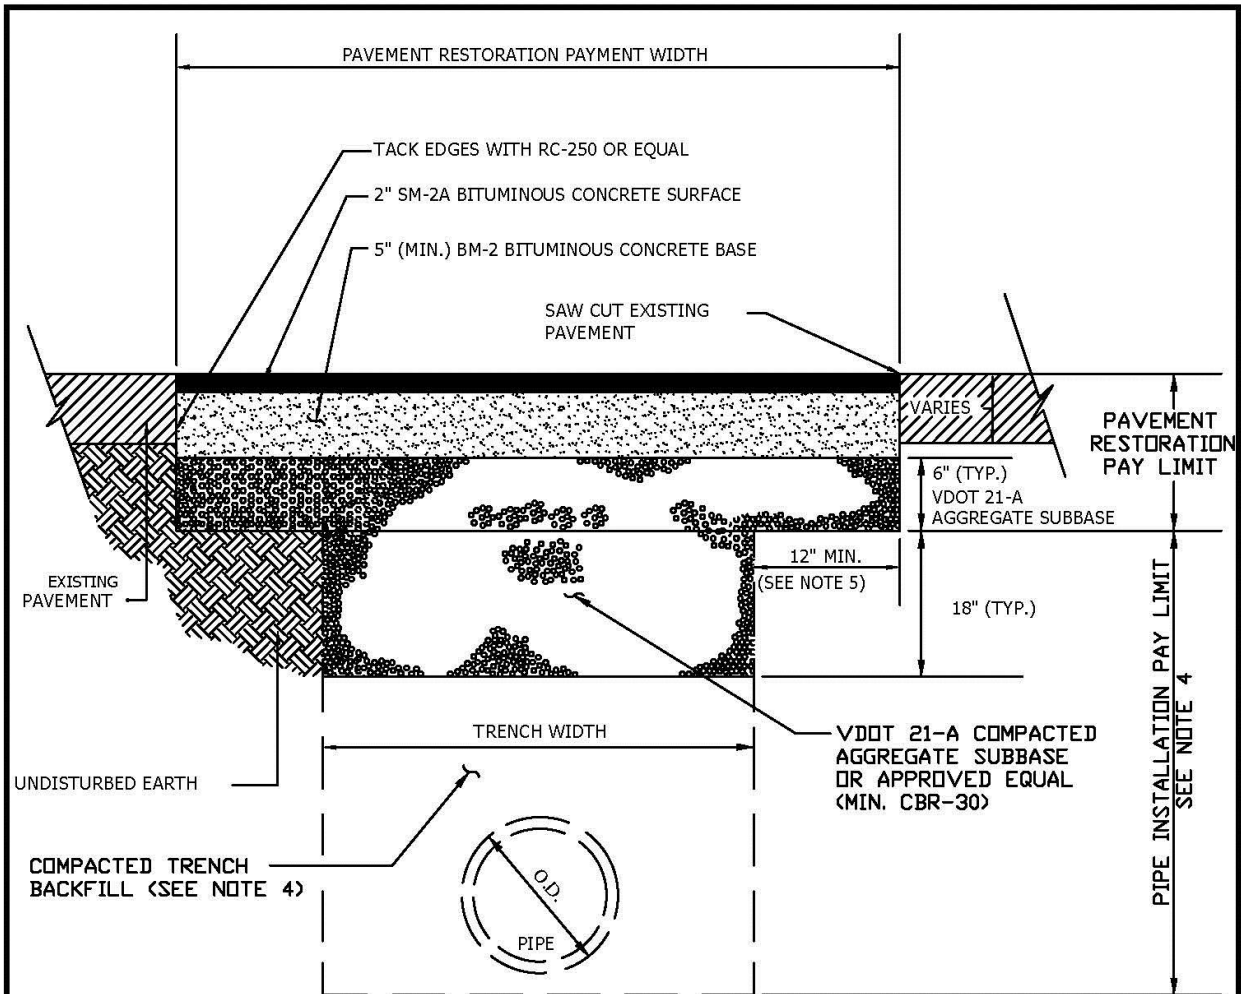 PAVEMENT RESTORATION PAYMENT WIDTH
TACK EDGES WITH RC-250 OR EQUAL
2" SM-2A BITUMINOUS CONCRETE SURFACE
5" (MIN.) BM-2 BITUMINOUS CONCRETE BASE
SAW CUT EXISTING
PAVEMENT
VARIES
PAVEMENT
RESTORATION
PAY LIMIT
6" (TYP.)
VDOT 21-A
AGGREGATE SUBBASE
12" MIN.
(SEE NOTE 5)
18" (TYP.)
EXISTING
PAVEMENT
UNDISTURBED EARTH
TRENCH WIDTH
VDOT 21-A COMPACTED
AGGREGATE SUBBASE
OR APPROVED EQUAL
(MIN. CBR-30)
PIPE INSTALLATION PAY LIMIT
SEE NOTE 4
COMPACTED TRENCH
BACKFILL (SEE NOTE 4)
O.D.
PIPE